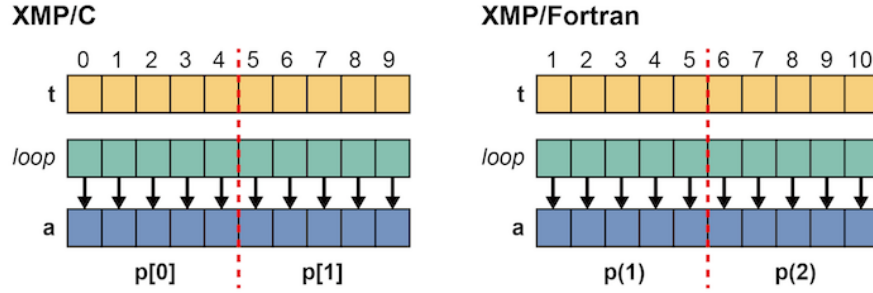 XMP/C
0 1 2 3 4 5 6 7 8 9
t
loop
a
p[0] p[1]
XMP/Fortran
1 2 3 4 5 6 7 8 9 10
t
loop
a
p(1) p(2)